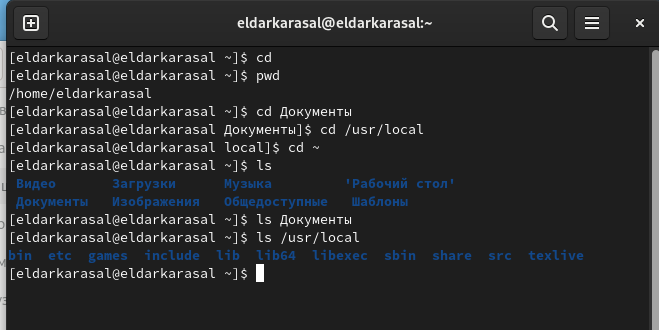 eldarkarasal@eldarkarasal:~
[eldarkarasal@eldarkarasal ~]$ cd
[eldarkarasal@eldarkarasal ~]$ pwd
/home/eldarkarasal
[eldarkarasal@eldarkarasal ~]$ cd Документы
[eldarkarasal@eldarkarasal Документы]$ cd /usr/local
[eldarkarasal@eldarkarasal local]$ cd ~
[eldarkarasal@eldarkarasal ~]$ ls
Видео Загрузки Музыка 'Рабочий стол'
Документы Изображения Общедоступные Шаблоны
[eldarkarasal@eldarkarasal ~]$ ls Документы
[eldarkarasal@eldarkarasal ~]$ ls /usr/local
bin etc games include lib lib64 libexec sbin share src texlive
[eldarkarasal@eldarkarasal ~]$